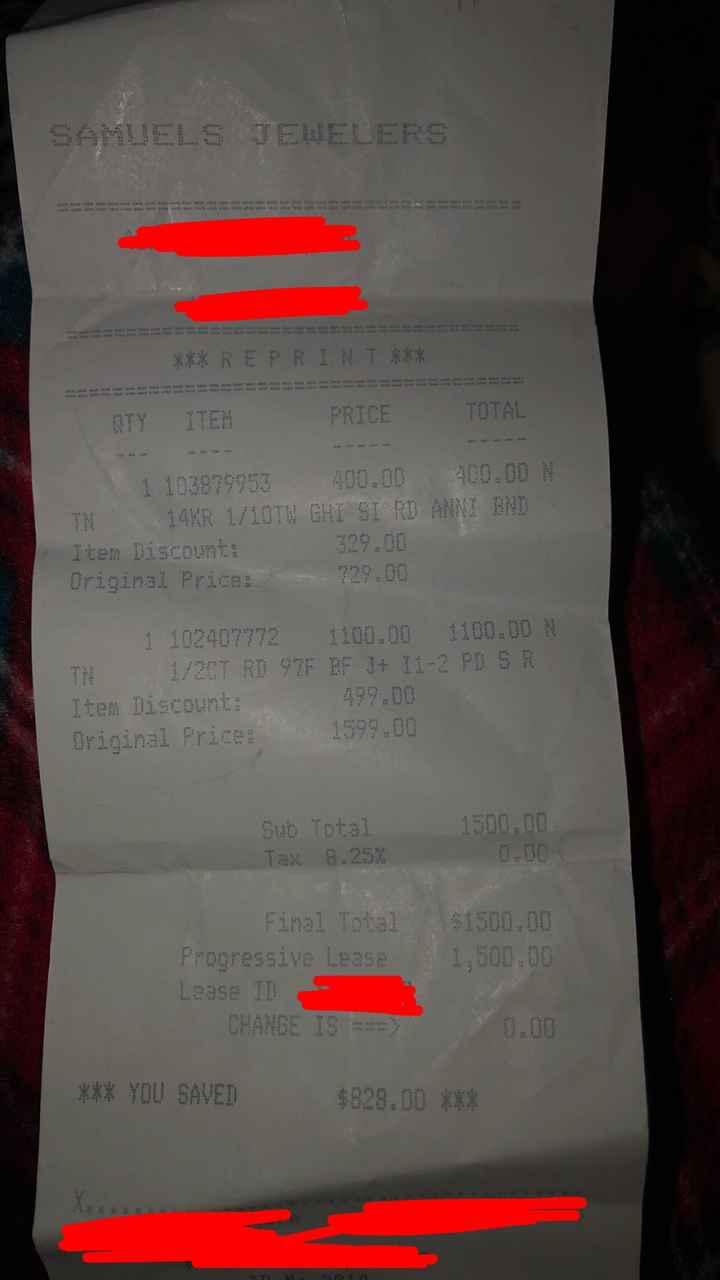 SAMUELS JEWELERS
================================================
================================================
*** R E P R I N T ***
================================================
QTY ITEM PRICE TOTAL
--- ---- ----- -----
1 103879953 400.00 400.00 N
TN 14KR 1/10TW GHI SI RD ANNI BND
Item Discount: 329.00
Original Price: 729.00
1 102407772 1100.00 1100.00 N
TN 1/2CT RD 97F BF J+ I1-2 PD S R
Item Discount: 499.00
Original Price: 1599.00
Sub Total 1500.00
Tax 8.25% 0.00
Final Total $1500.00
Progressive Lease 1,500.00
Lease ID
CHANGE IS ===> 0.00
*** YOU SAVED $828.00 ***
X............................................